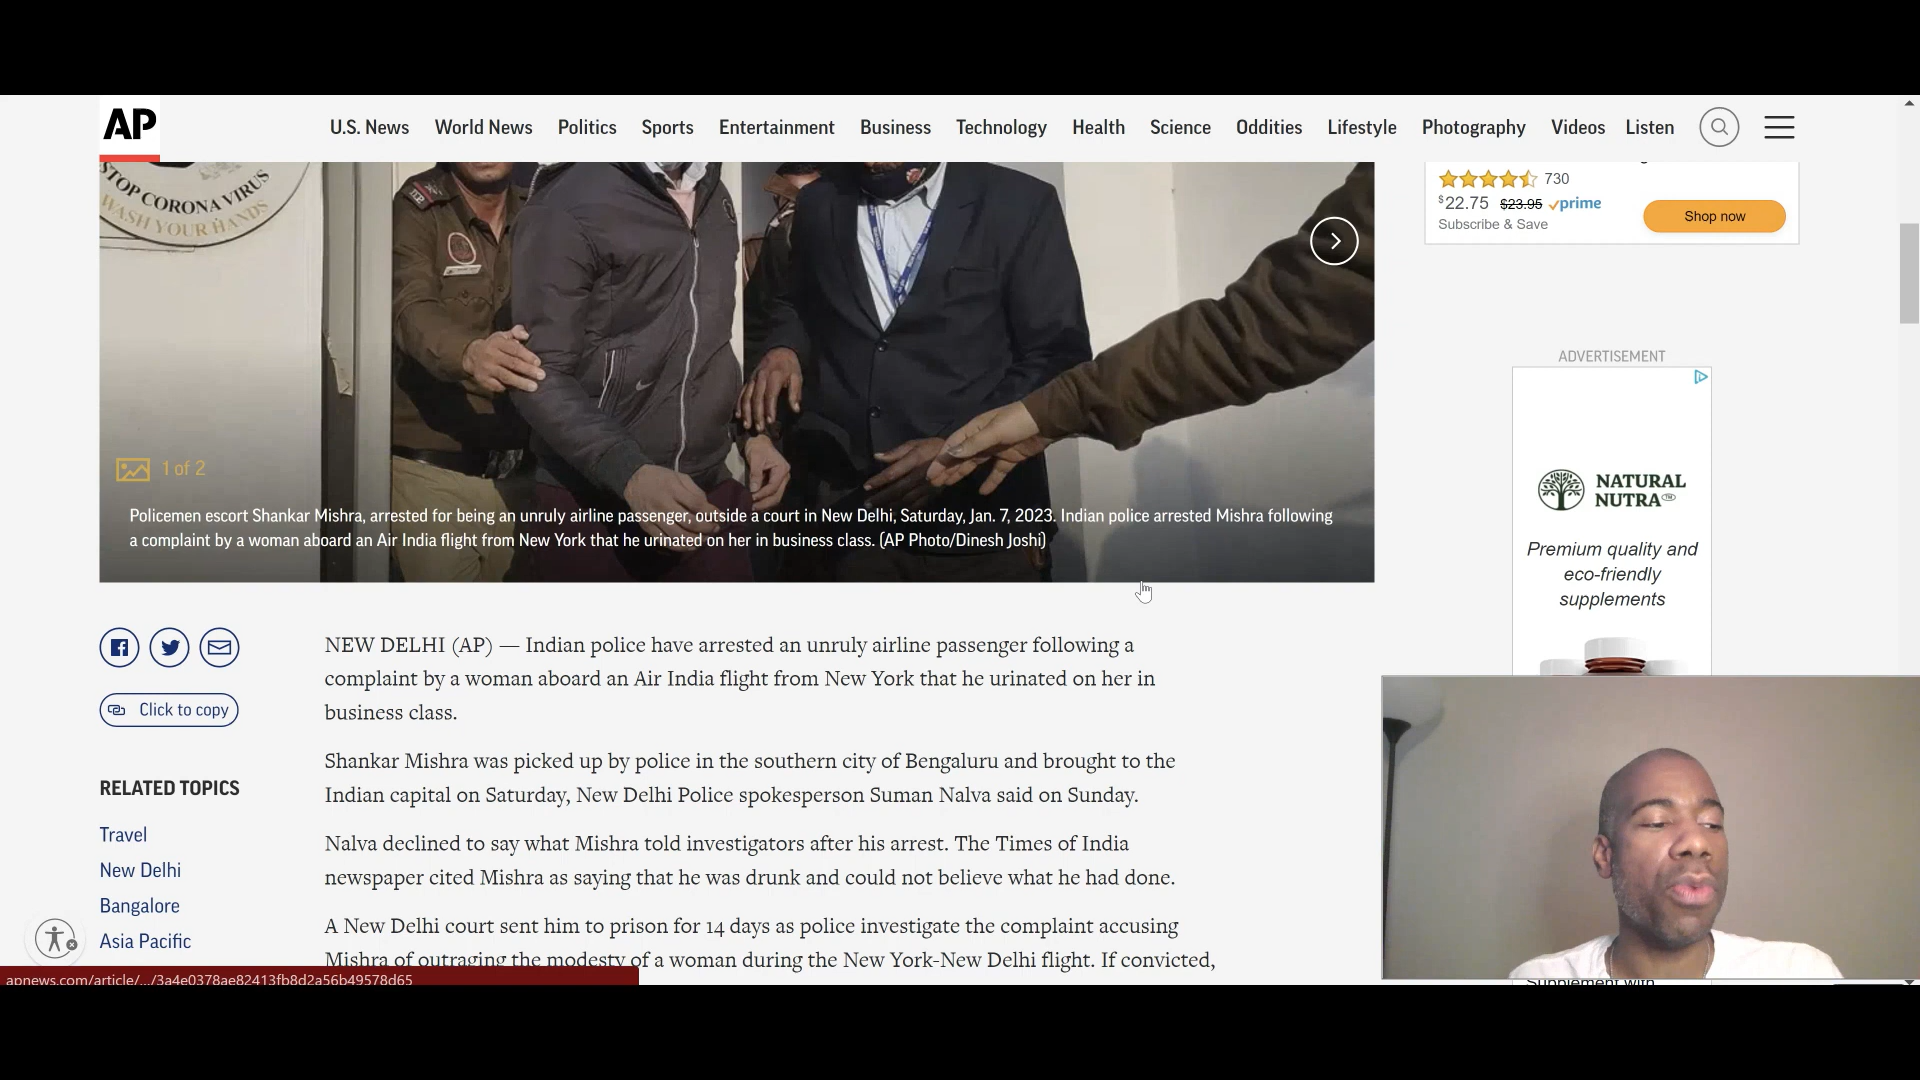 AP
U.S. News World News Politics Sports Entertainment Business Technology Health Science Oddities Lifestyle Photography Videos Listen
STOP CORONA VIRUS
WASH YOUR HANDS
730
$22.75 $23.95 prime
Subscribe & Save
Shop now
1 of 2
Policemen escort Shankar Mishra, arrested for being an unruly airline passenger, outside a court in New Delhi, Saturday, Jan. 7, 2023. Indian police arrested Mishra following
a complaint by a woman aboard an Air India flight from New York that he urinated on her in business class. (AP Photo/Dinesh Joshi)
ADVERTISEMENT
NATURAL
NUTRA
TM
Premium quality and
eco-friendly
supplements
Click to copy
RELATED TOPICS
Travel
New Delhi
Bangalore
Asia Pacific
NEW DELHI (AP) — Indian police have arrested an unruly airline passenger following a
complaint by a woman aboard an Air India flight from New York that he urinated on her in
business class.
Shankar Mishra was picked up by police in the southern city of Bengaluru and brought to the
Indian capital on Saturday, New Delhi Police spokesperson Suman Nalva said on Sunday.
Nalva declined to say what Mishra told investigators after his arrest. The Times of India
newspaper cited Mishra as saying that he was drunk and could not believe what he had done.
A New Delhi court sent him to prison for 14 days as police investigate the complaint accusing
Mishra of outraging the modesty of a woman during the New York-New Delhi flight. If convicted,
apnews.com/article/.../3a4e0378ae82413fb8d2a56b49578d65
Supplement with